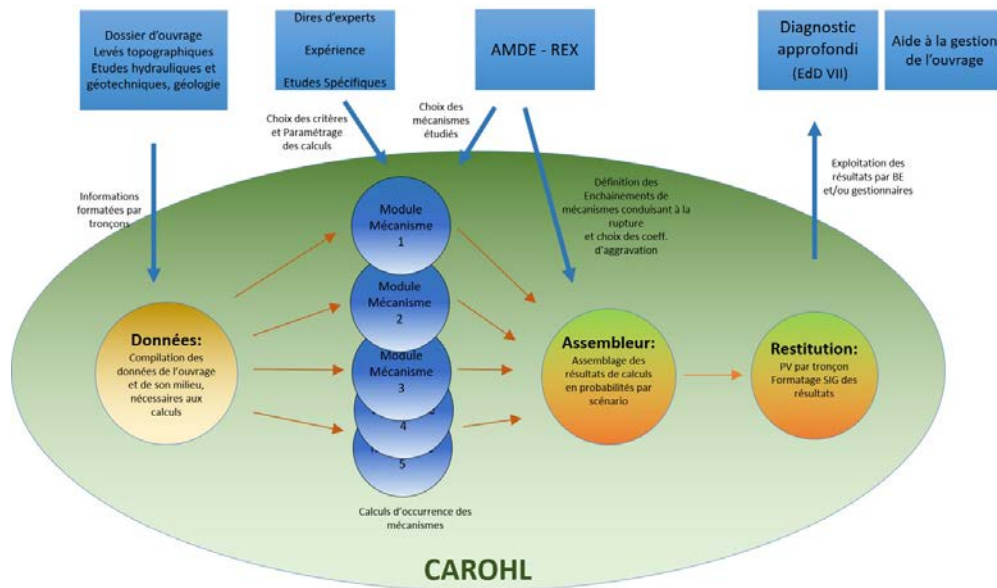 Dossier d'ouvrage
Levés topographiques
Etudes hydrauliques et
géotechniques, géologie
Dires d'experts
Expérience
Etudes Spécifiques
AMDE - REX
Diagnostic
approfondi
(EdD VII)
Aide à la gestion
de l'ouvrage
Choix des critères
et Paramétrage
des calculs
Choix des
mécanismes
étudiés
Informations
formatées par
tronçons
Définition des
Enchainements de
mécanismes conduisant à la
rupture
et choix des coeff.
d'aggravation
Exploitation des
résultats par BE
et/ou gestionnaires
Module
Mécanisme
1
Module
Mécanisme
2
Module
Mécanisme
3
4
5
Données:
Compilation des
données de l'ouvrage
et de son milieu,
nécessaires aux
calculs
Assembleur:
Assemblage des
résultats de calculs
en probabilités par
scénario
Restitution:
PV par tronçon
Formatage SIG des
résultats
Calculs d'occurrence des
mécanismes
CAROHL